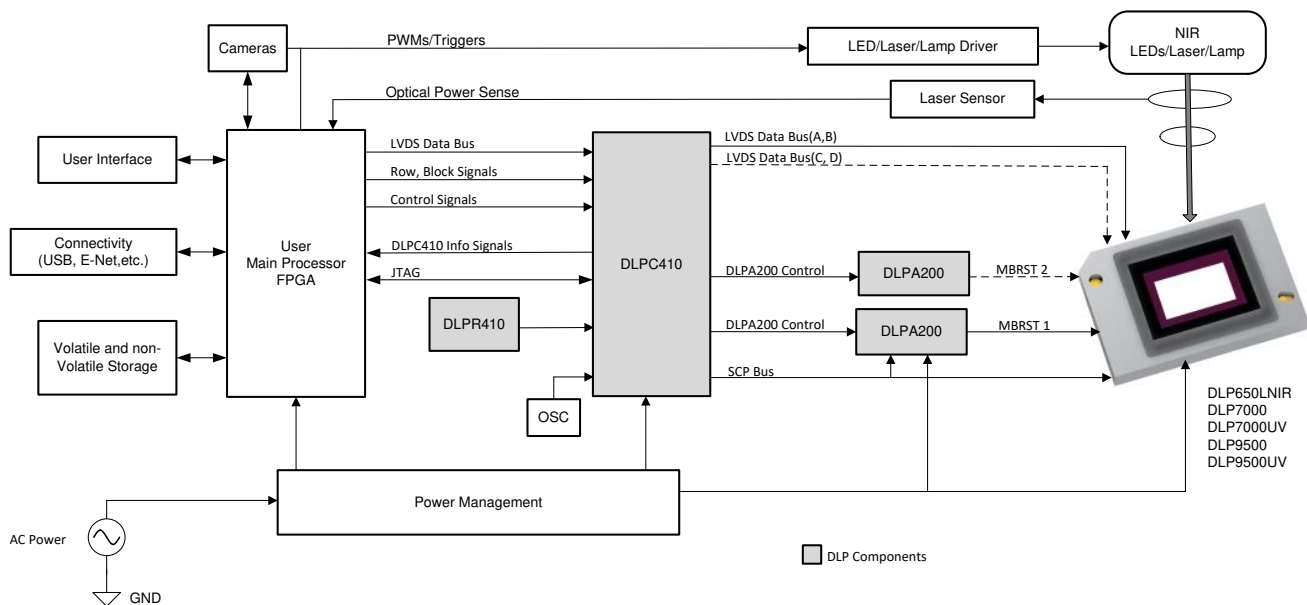 Cameras
PWMs/Triggers
LED/Laser/Lamp Driver
NIR
LEDs/Laser/Lamp
Optical Power Sense
Laser Sensor
User Interface
Connectivity
(USB, E-Net,etc.)
Volatile and non-
Volatile Storage
User
Main Processor
FPGA
LVDS Data Bus
Row, Block Signals
Control Signals
DLPC410 Info Signals
JTAG
DLPR410
OSC
DLPC410
LVDS Data Bus(A,B)
LVDS Data Bus(C, D)
DLPA200 Control
DLPA200
MBRST 2
DLPA200 Control
DLPA200
MBRST 1
SCP Bus
DLP650LNIR
DLP7000
DLP7000UV
DLP9500
DLP9500UV
Power Management
AC Power
GND
DLP Components